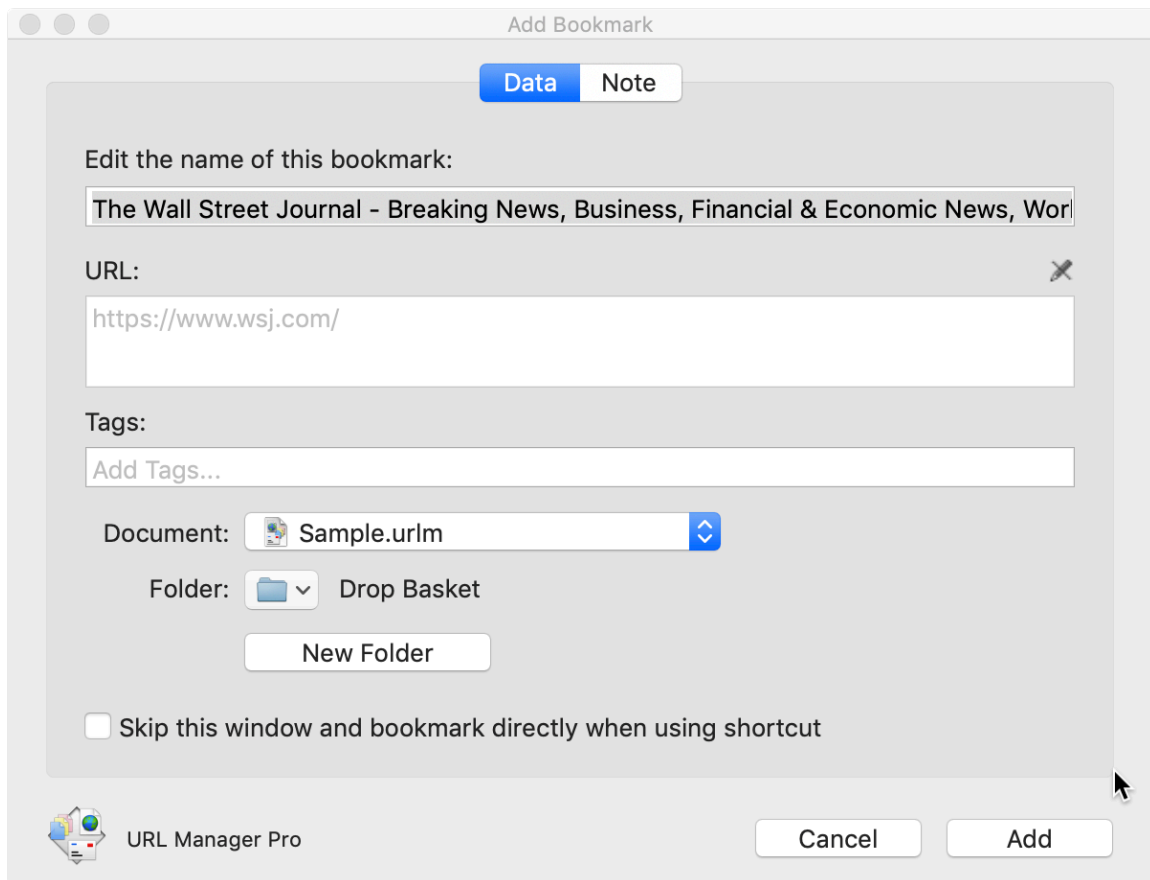 Add Bookmark
Data Note
Edit the name of this bookmark:
The Wall Street Journal - Breaking News, Business, Financial & Economic News, Worl
URL:
https://www.wsj.com/
Tags:
Add Tags...
Document: Sample.urlm
Folder: Drop Basket
New Folder
Skip this window and bookmark directly when using shortcut
URL Manager Pro Cancel Add